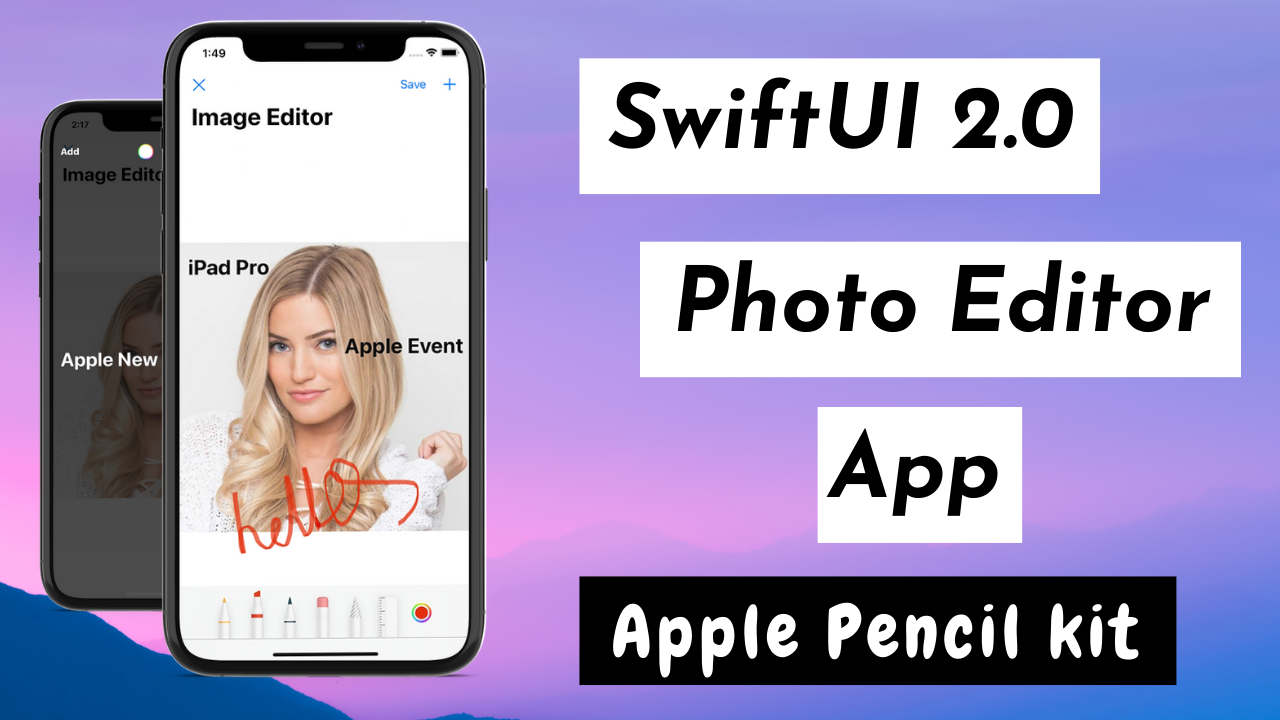 2:17
Add
Image Edito
Apple New
1:49
Save
Image Editor
iPad Pro
Apple Event
hello
SwiftUI 2.0
Photo Editor
App
Apple Pencil kit